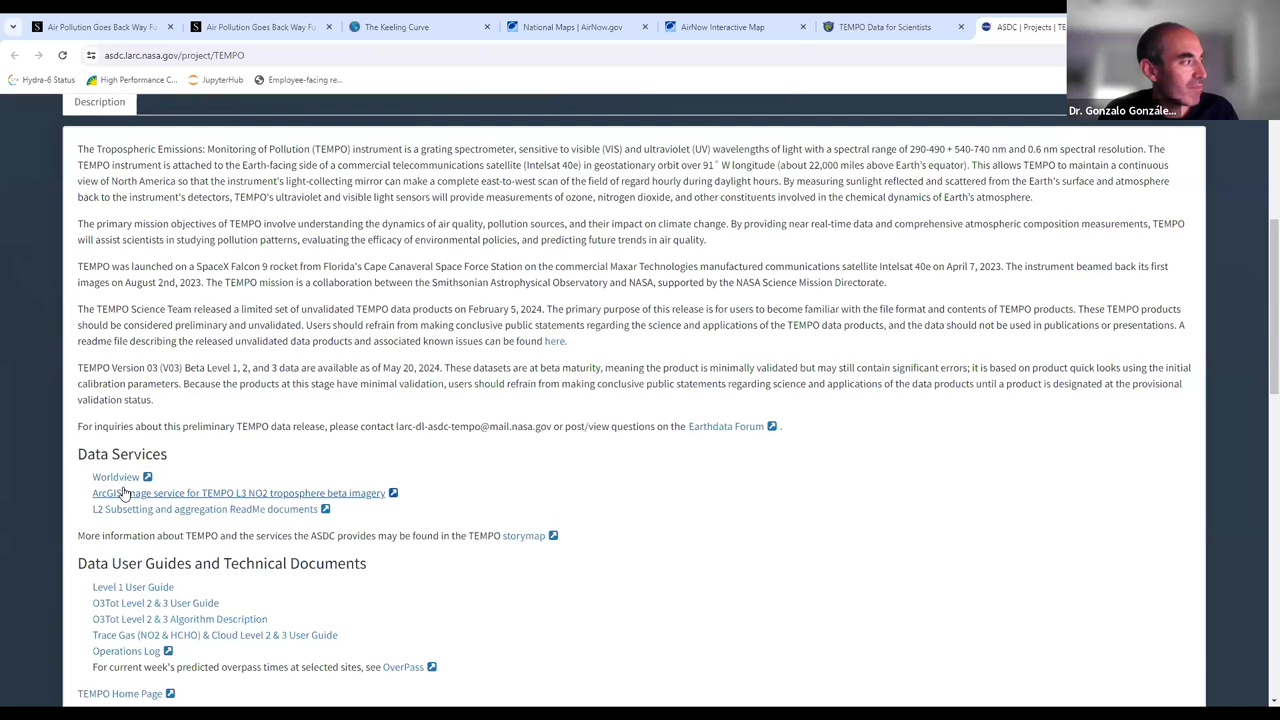 Air Pollution Goes Back Way Fu
Air Pollution Goes Back Way Fu
The Keeling Curve
National Maps | AirNow.gov
AirNow Interactive Map
TEMPO Data for Scientists
ASDC | Projects | TE
asdc.larc.nasa.gov/project/TEMPO
Hydra-6 Status
High Performance C...
JupyterHub
Employee-facing re...
Dr. Gonzalo Gonzále...
Description
The Tropospheric Emissions: Monitoring of Pollution (TEMPO) instrument is a grating spectrometer, sensitive to visible (VIS) and ultraviolet (UV) wavelengths of light with a spectral range of 290-490 + 540-740 nm and 0.6 nm spectral resolution. The
TEMPO instrument is attached to the Earth-facing side of a commercial telecommunications satellite (Intelsat 40e) in geostationary orbit over 91˚ W longitude (about 22,000 miles above Earth's equator). This allows TEMPO to maintain a continuous
view of North America so that the instrument's light-collecting mirror can make a complete east-to-west scan of the field of regard hourly during daylight hours. By measuring sunlight reflected and scattered from the Earth's surface and atmosphere
back to the instrument's detectors, TEMPO's ultraviolet and visible light sensors will provide measurements of ozone, nitrogen dioxide, and other constituents involved in the chemical dynamics of Earth's atmosphere.
The primary mission objectives of TEMPO involve understanding the dynamics of air quality, pollution sources, and their impact on climate change. By providing near real-time data and comprehensive atmospheric composition measurements, TEMPO
will assist scientists in studying pollution patterns, evaluating the efficacy of environmental policies, and predicting future trends in air quality.
TEMPO was launched on a SpaceX Falcon 9 rocket from Florida's Cape Canaveral Space Force Station on the commercial Maxar Technologies manufactured communications satellite Intelsat 40e on April 7, 2023. The instrument beamed back its first
images on August 2nd, 2023. The TEMPO mission is a collaboration between the Smithsonian Astrophysical Observatory and NASA, supported by the NASA Science Mission Directorate.
The TEMPO Science Team released a limited set of unvalidated TEMPO data products on February 5, 2024. The primary purpose of this release is for users to become familiar with the file format and contents of TEMPO products. These TEMPO products
should be considered preliminary and unvalidated. Users should refrain from making conclusive public statements regarding the science and applications of the TEMPO data products, and the data should not be used in publications or presentations. A
readme file describing the released unvalidated data products and associated known issues can be found here.
TEMPO Version 03 (V03) Beta Level 1, 2, and 3 data are available as of May 20, 2024. These datasets are at beta maturity, meaning the product is minimally validated but may still contain significant errors; it is based on product quick looks using the initial
calibration parameters. Because the products at this stage have minimal validation, users should refrain from making conclusive public statements regarding science and applications of the data products until a product is designated at the provisional
validation status.
For inquiries about this preliminary TEMPO data release, please contact larc-dl-asdc-tempo@mail.nasa.gov or post/view questions on the Earthdata Forum .
Data Services
Worldview
ArcGIS image service for TEMPO L3 NO2 troposphere beta imagery
L2 Subsetting and aggregation ReadMe documents
More information about TEMPO and the services the ASDC provides may be found in the TEMPO storymap
Data User Guides and Technical Documents
Level 1 User Guide
O3Tot Level 2 & 3 User Guide
O3Tot Level 2 & 3 Algorithm Description
Trace Gas (NO2 & HCHO) & Cloud Level 2 & 3 User Guide
Operations Log
For current week's predicted overpass times at selected sites, see OverPass
TEMPO Home Page